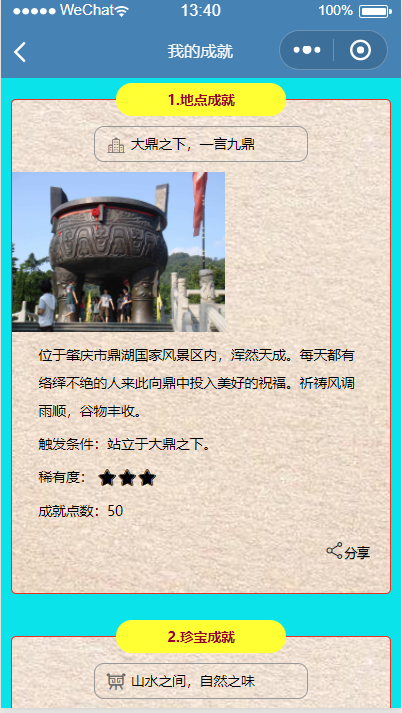 WeChat
13:40
100%
我的成就
1.地点成就
大鼎之下，一言九鼎
位于肇庆市鼎湖国家风景区内，浑然天成。每天都有
络绎不绝的人来此向鼎中投入美好的祝福。祈祷风调
雨顺，谷物丰收。
触发条件：站立于大鼎之下。
稀有度：
成就点数：50
分享
2.珍宝成就
山水之间，自然之味